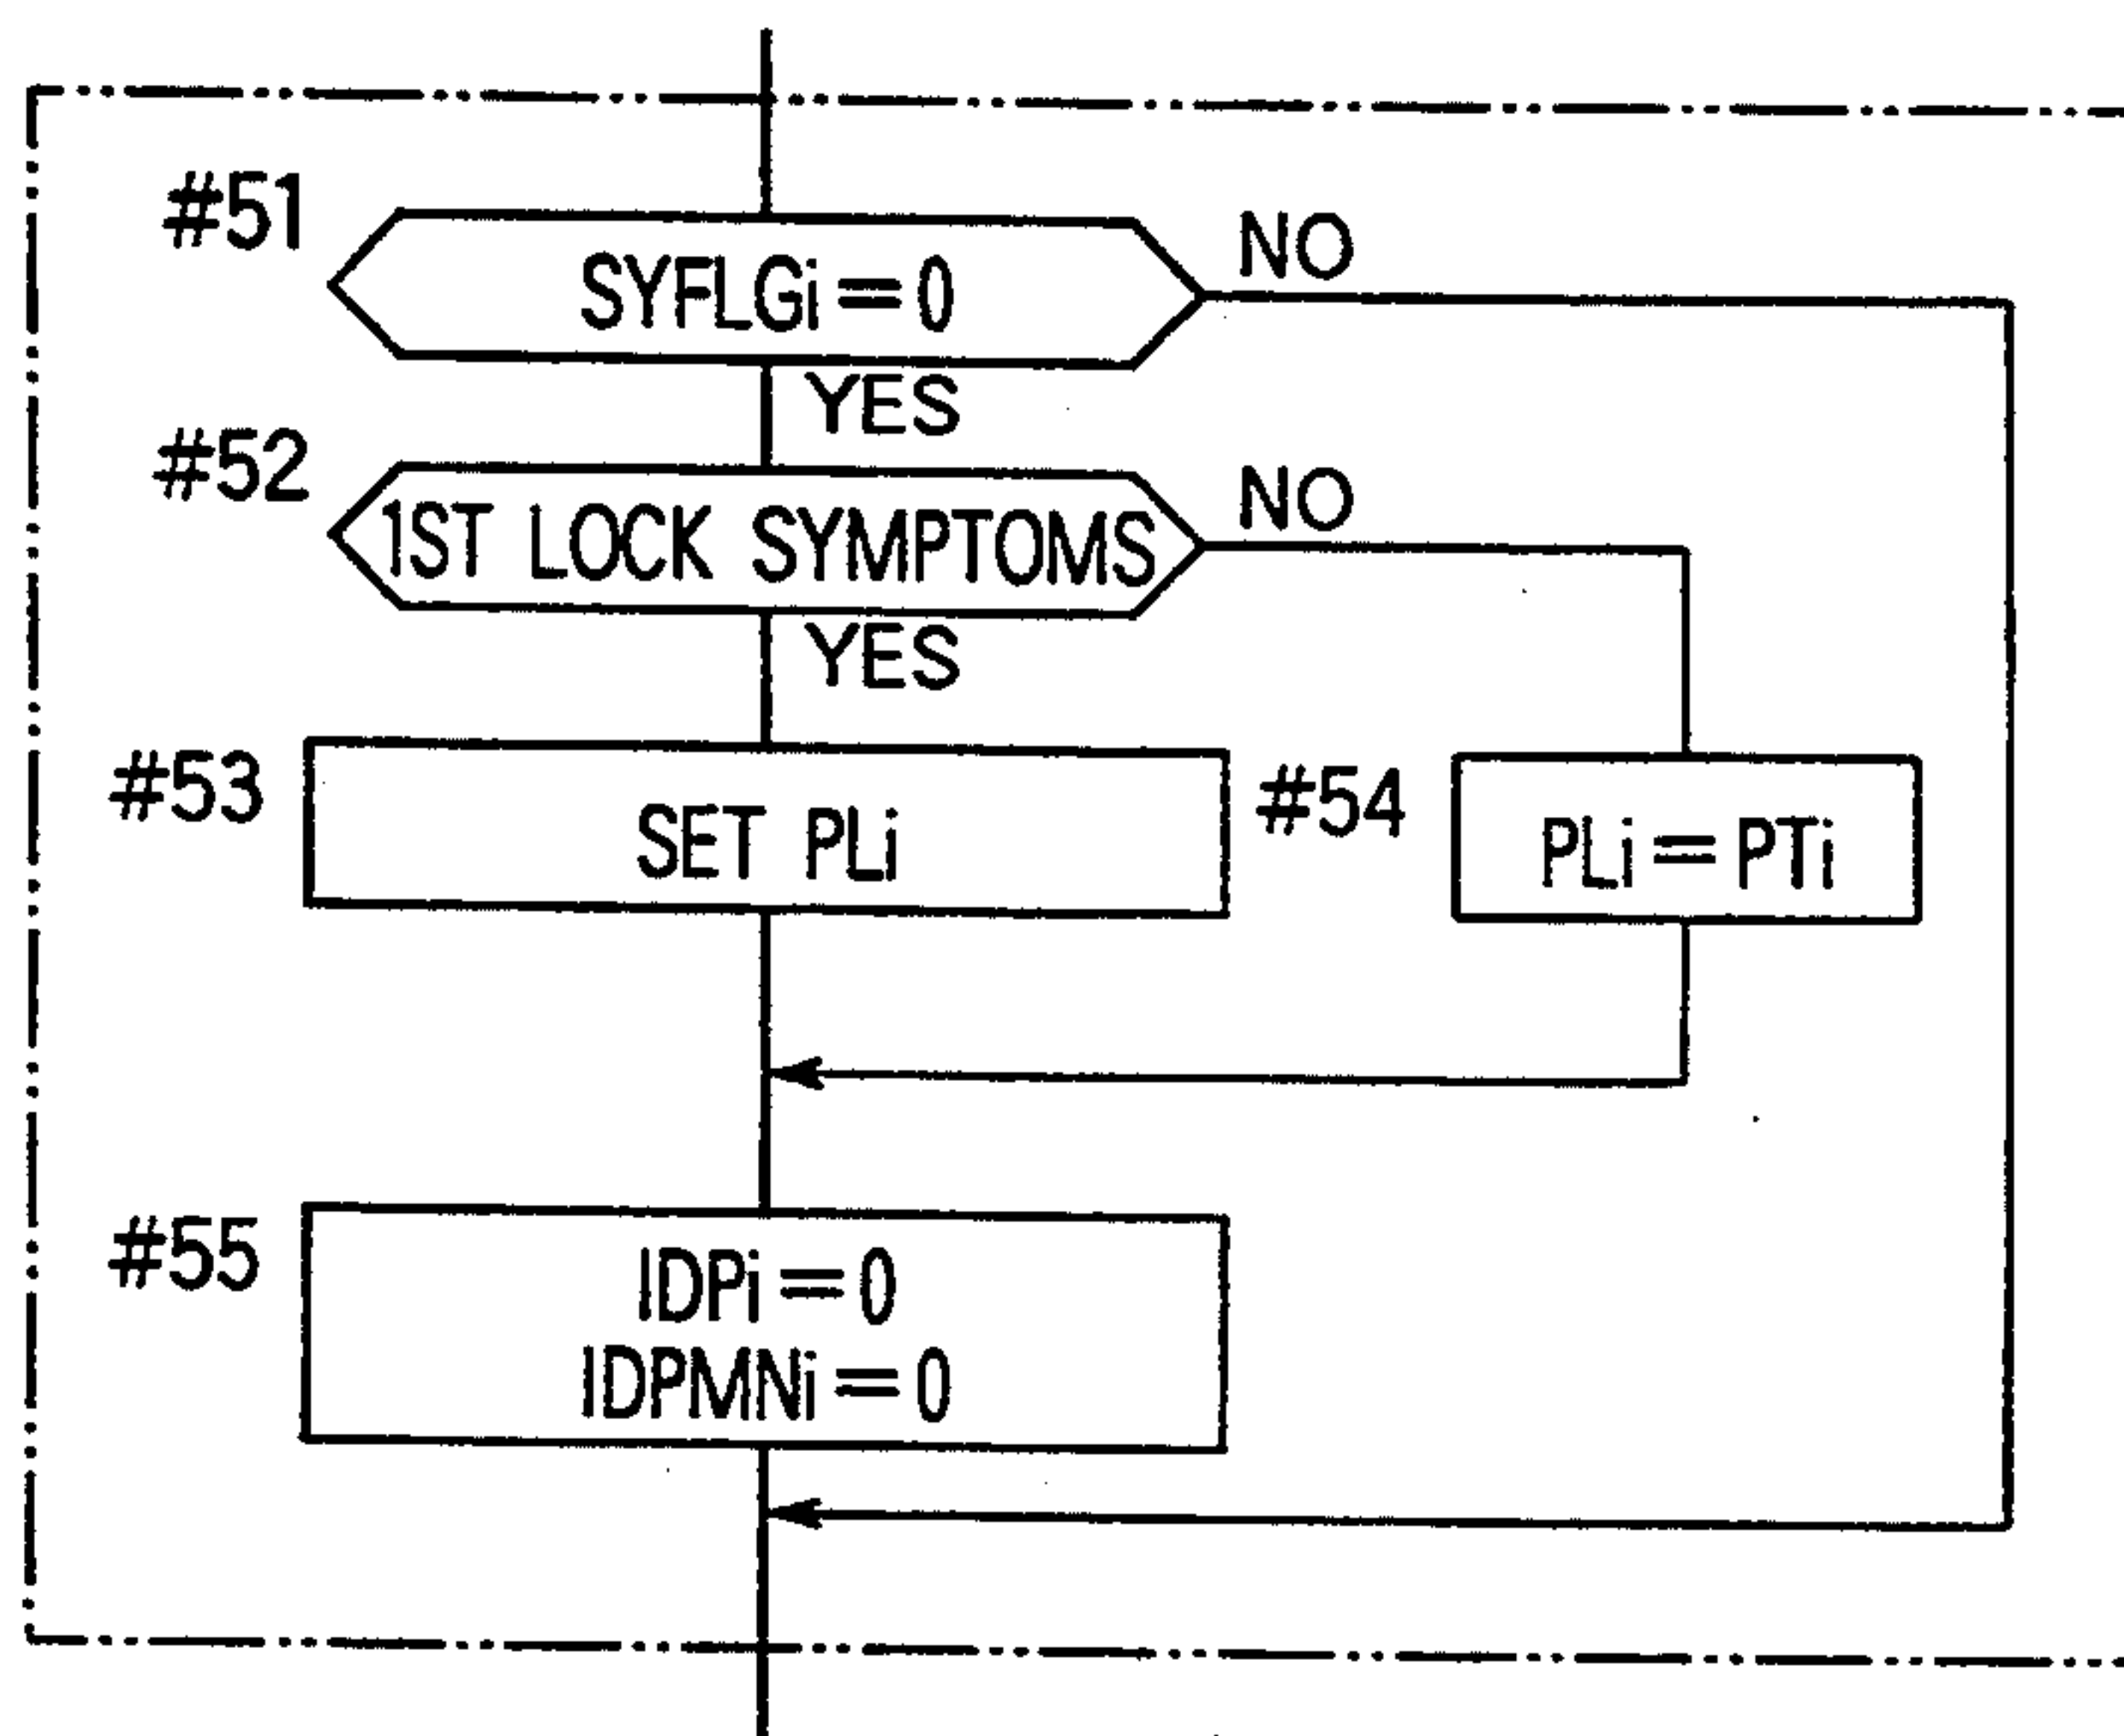 #51
SYFLGi = 0
NO
YES
#52
1ST LOCK SYMPTOMS
NO
YES
#53
SET PLi
#54
PLi = PTi
#55
IDPi = 0
IDPMNi = 0